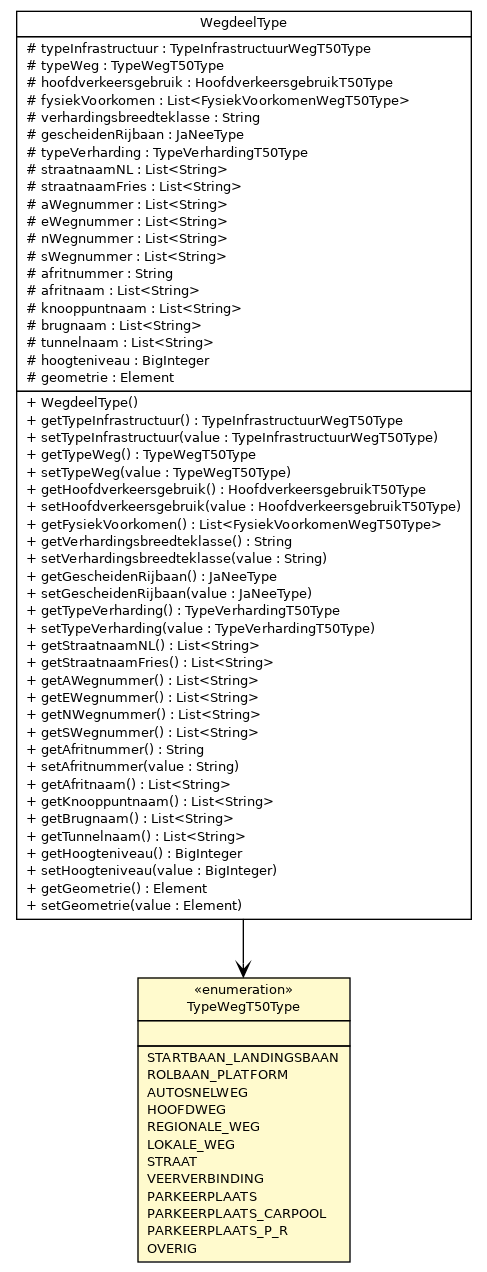 WegdeelType
# typeInfrastructuur : TypeInfrastructuurWegT50Type
# typeWeg : TypeWegT50Type
# hoofdverkeersgebruik : HoofdverkeersgebruikT50Type
# fysiekVoorkomen : List<FysiekVoorkomenWegT50Type>
# verhardingsbreedteklasse : String
# gescheidenRijbaan : JaNeeType
# typeVerharding : TypeVerhardingT50Type
# straatnaamNL : List<String>
# straatnaamFries : List<String>
# aWegnummer : List<String>
# eWegnummer : List<String>
# nWegnummer : List<String>
# sWegnummer : List<String>
# afritnummer : String
# afritnaam : List<String>
# knooppuntnaam : List<String>
# brugnaam : List<String>
# tunnelnaam : List<String>
# hoogteniveau : BigInteger
# geometrie : Element
+ WegdeelType()
+ getTypeInfrastructuur() : TypeInfrastructuurWegT50Type
+ setTypeInfrastructuur(value : TypeInfrastructuurWegT50Type)
+ getTypeWeg() : TypeWegT50Type
+ setTypeWeg(value : TypeWegT50Type)
+ getHoofdverkeersgebruik() : HoofdverkeersgebruikT50Type
+ setHoofdverkeersgebruik(value : HoofdverkeersgebruikT50Type)
+ getFysiekVoorkomen() : List<FysiekVoorkomenWegT50Type>
+ getVerhardingsbreedteklasse() : String
+ setVerhardingsbreedteklasse(value : String)
+ getGescheidenRijbaan() : JaNeeType
+ setGescheidenRijbaan(value : JaNeeType)
+ getTypeVerharding() : TypeVerhardingT50Type
+ setTypeVerharding(value : TypeVerhardingT50Type)
+ getStraatnaamNL() : List<String>
+ getStraatnaamFries() : List<String>
+ getAWegnummer() : List<String>
+ getEWegnummer() : List<String>
+ getNWegnummer() : List<String>
+ getSWegnummer() : List<String>
+ getAfritnummer() : String
+ setAfritnummer(value : String)
+ getAfritnaam() : List<String>
+ getKnooppuntnaam() : List<String>
+ getBrugnaam() : List<String>
+ getTunnelnaam() : List<String>
+ getHoogteniveau() : BigInteger
+ setHoogteniveau(value : BigInteger)
+ getGeometrie() : Element
+ setGeometrie(value : Element)
«enumeration»
TypeWegT50Type
STARTBAAN_LANDINGSBAAN
ROLBAAN_PLATFORM
AUTOSNELWEG
HOOFDWEG
REGIONALE_WEG
LOKALE_WEG
STRAAT
VEERVERBINDING
PARKEERPLAATS
PARKEERPLAATS_CARPOOL
PARKEERPLAATS_P_R
OVERIG